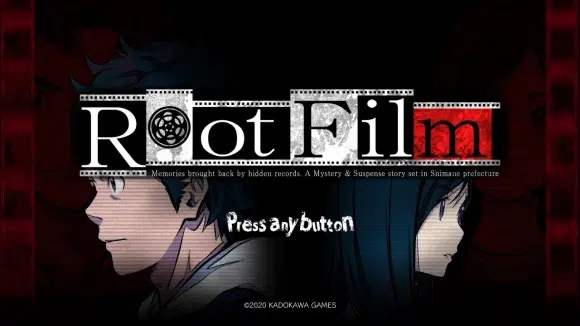 Root Film
Memories brought back by hidden records. A Mystery & Suspense story set in Shimane prefecture
Press any button
©2020 KADOKAWA GAMES